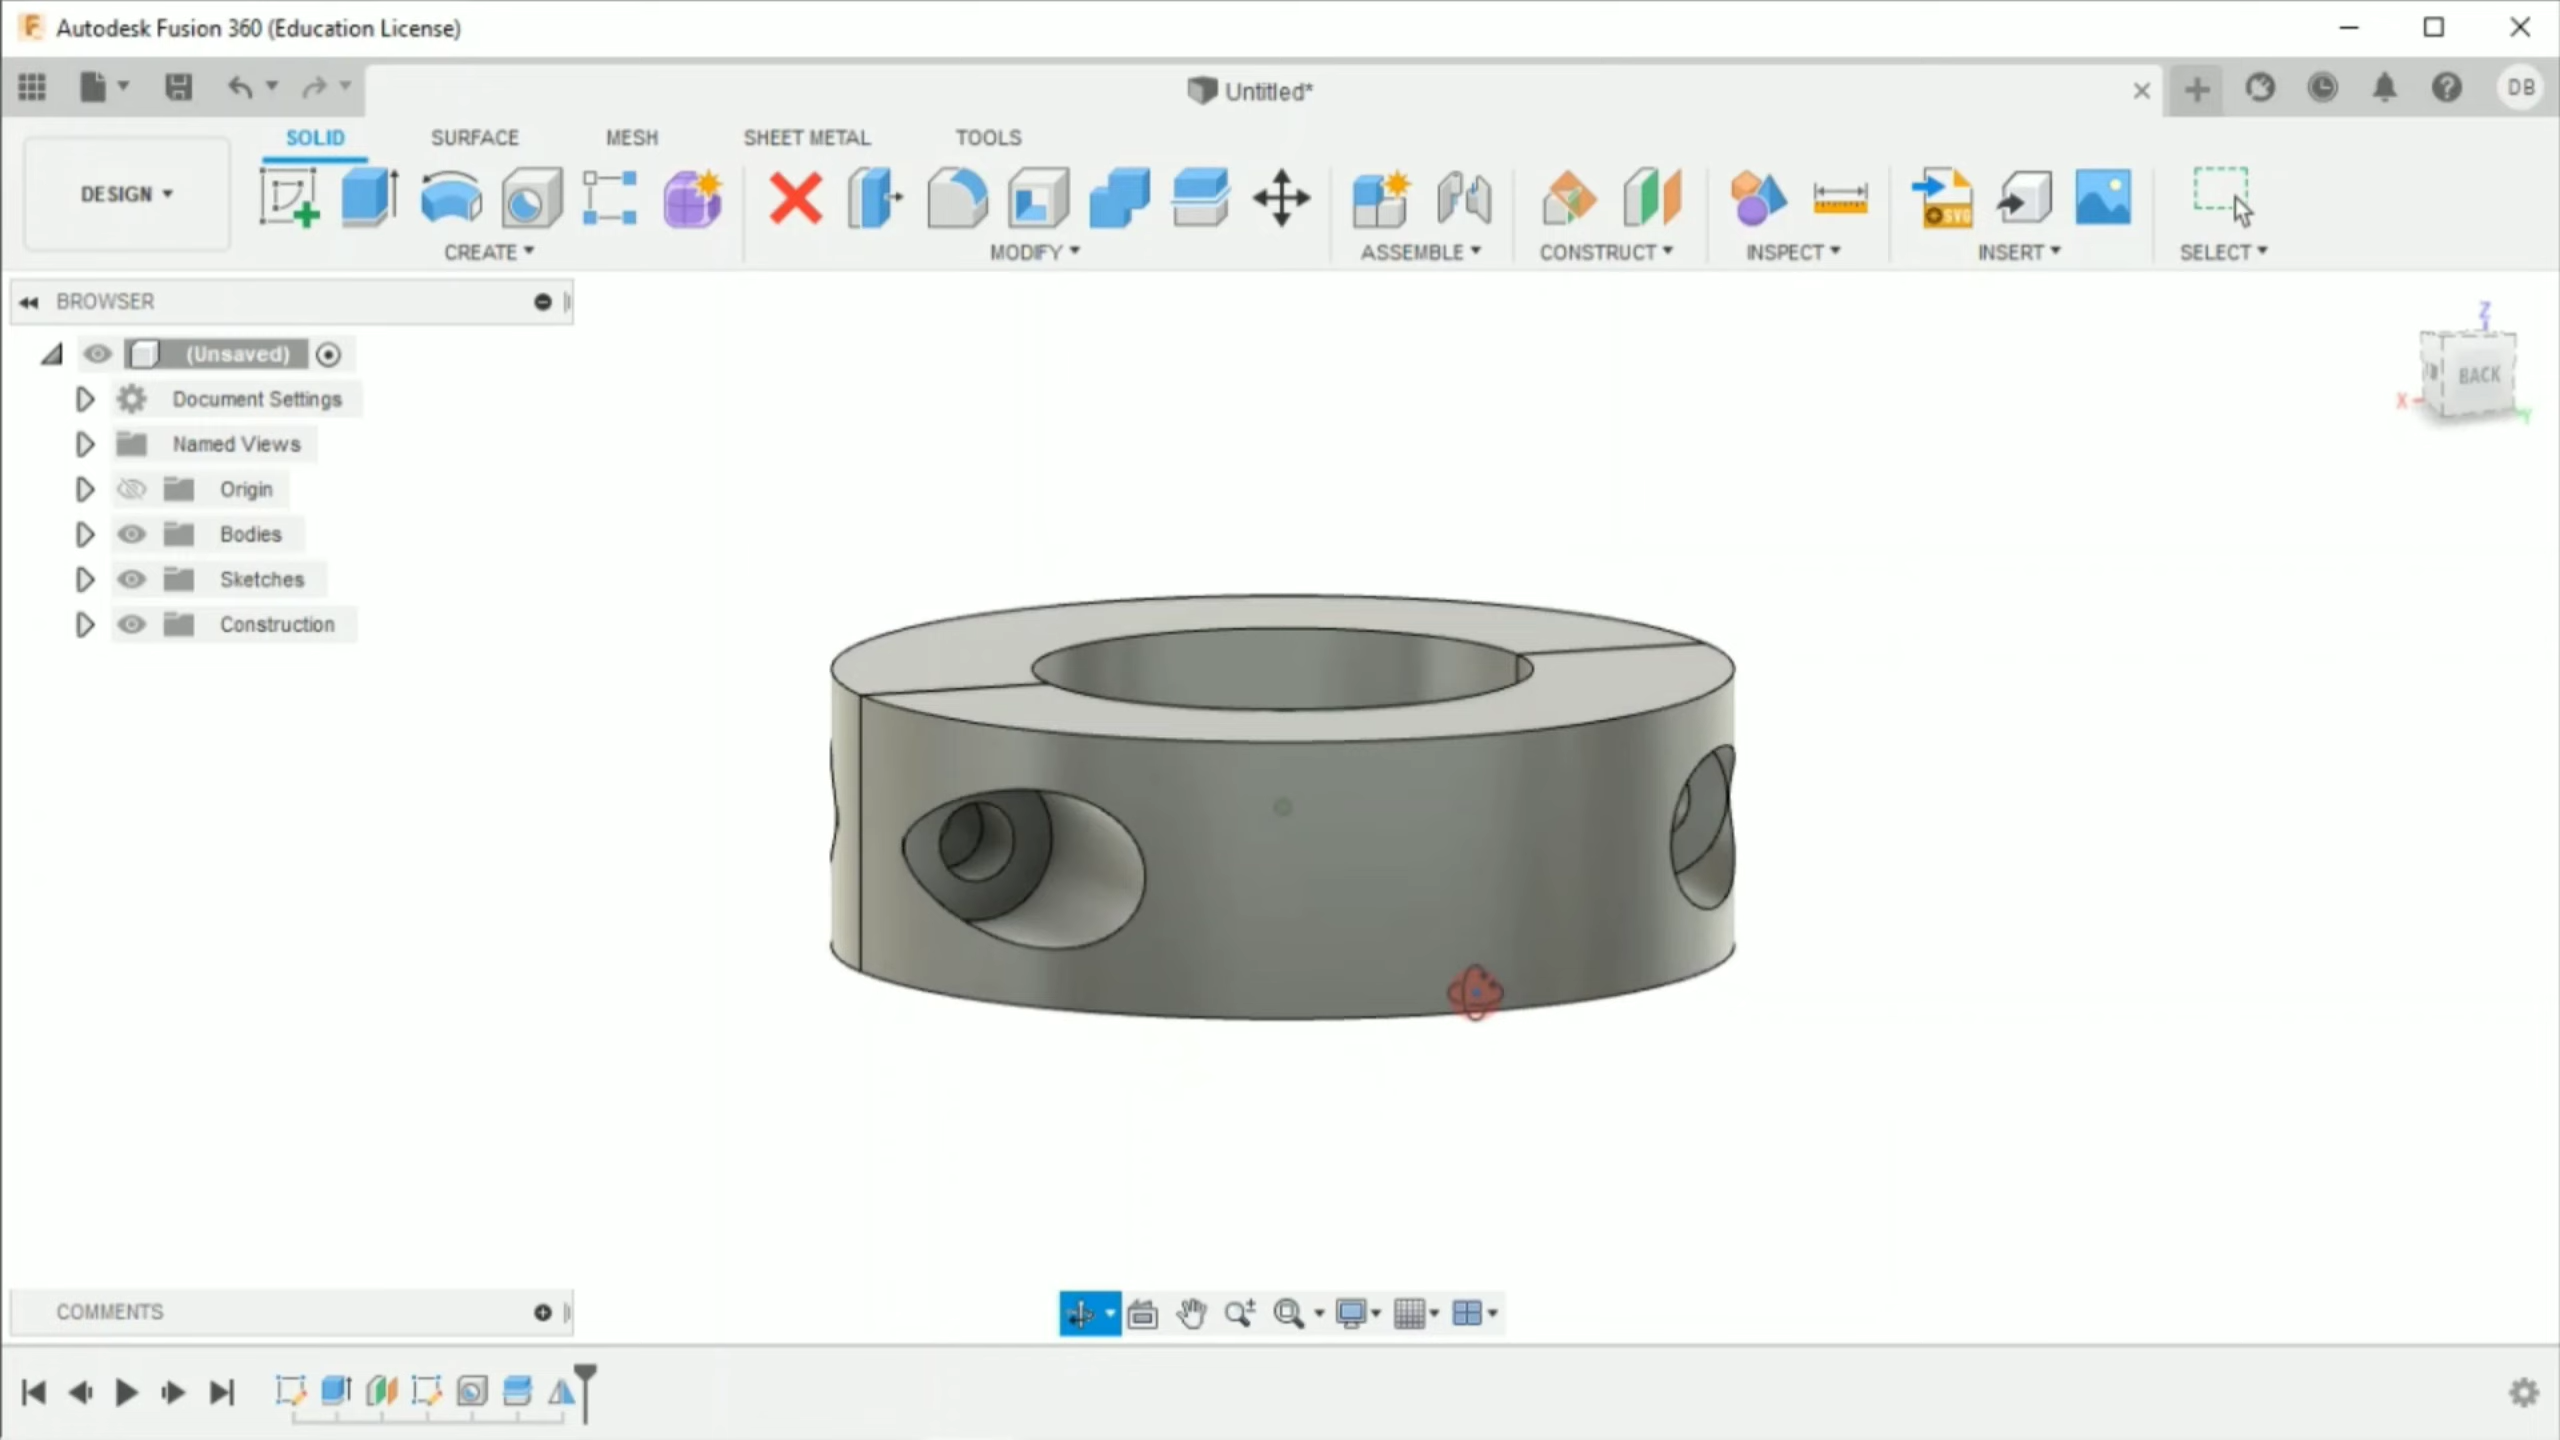 Autodesk Fusion 360 (Education License)
Untitled*
DB
SOLID SURFACE MESH SHEET METAL TOOLS
DESIGN
SVG
CREATE MODIFY ASSEMBLE CONSTRUCT INSPECT INSERT SELECT
BROWSER
(Unsaved)
Document Settings
Named Views
Origin
Bodies
Sketches
Construction
Z
BACK
X
Y
COMMENTS